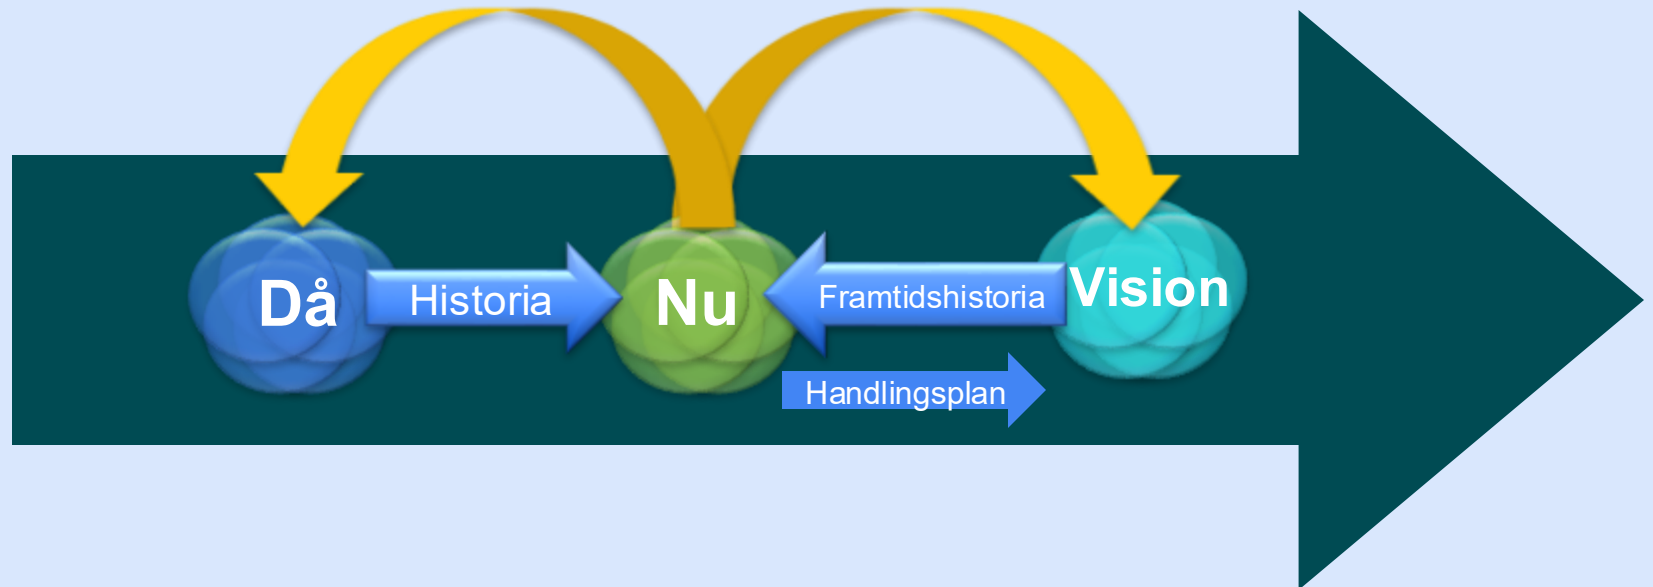 Då
Historia
Nu
Framtidshistoria
Vision
Handlingsplan